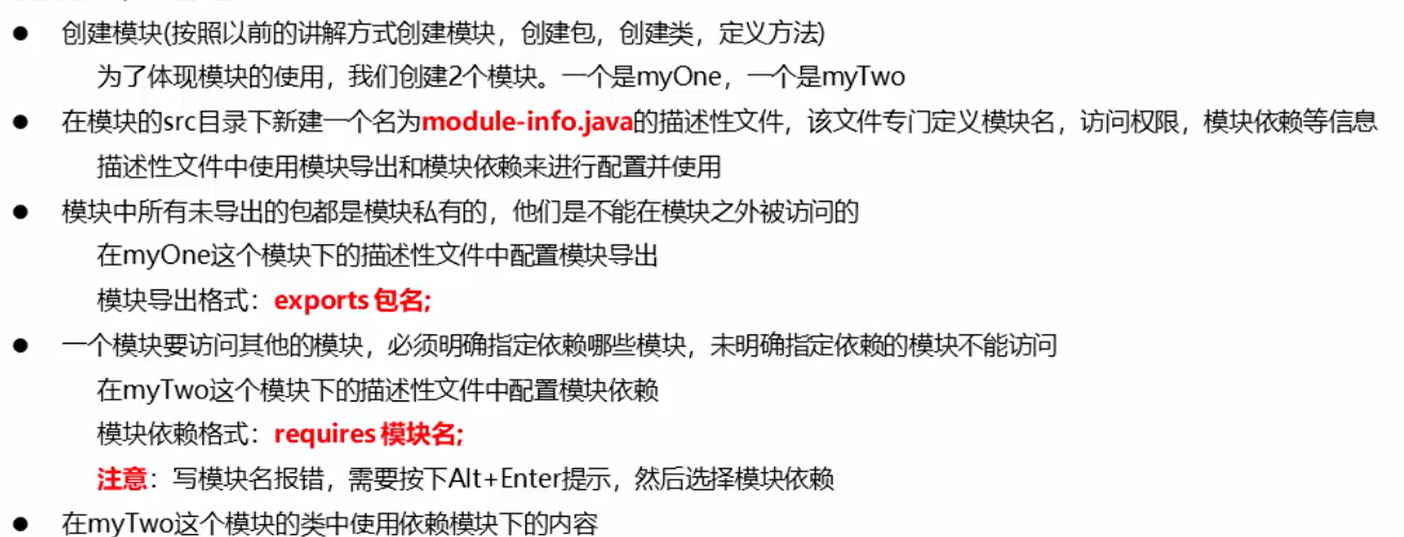 ● 创建模块(按照以前的讲解方式创建模块，创建包，创建类，定义方法)
为了体现模块的使用，我们创建2个模块。一个是myOne，一个是myTwo
● 在模块的src目录下新建一个名为module-info.java的描述性文件，该文件专门定义模块名，访问权限，模块依赖等信息
描述性文件中使用模块导出和模块依赖来进行配置并使用
● 模块中所有未导出的包都是模块私有的，他们是不能在模块之外被访问的
在myOne这个模块下的描述性文件中配置模块导出
模块导出格式：exports 包名;
● 一个模块要访问其他的模块，必须明确指定依赖哪些模块，未明确指定依赖的模块不能访问
在myTwo这个模块下的描述性文件中配置模块依赖
模块依赖格式：requires 模块名;
注意：写模块名报错，需要按下Alt+Enter提示，然后选择模块依赖
● 在myTwo这个模块的类中使用依赖模块下的内容